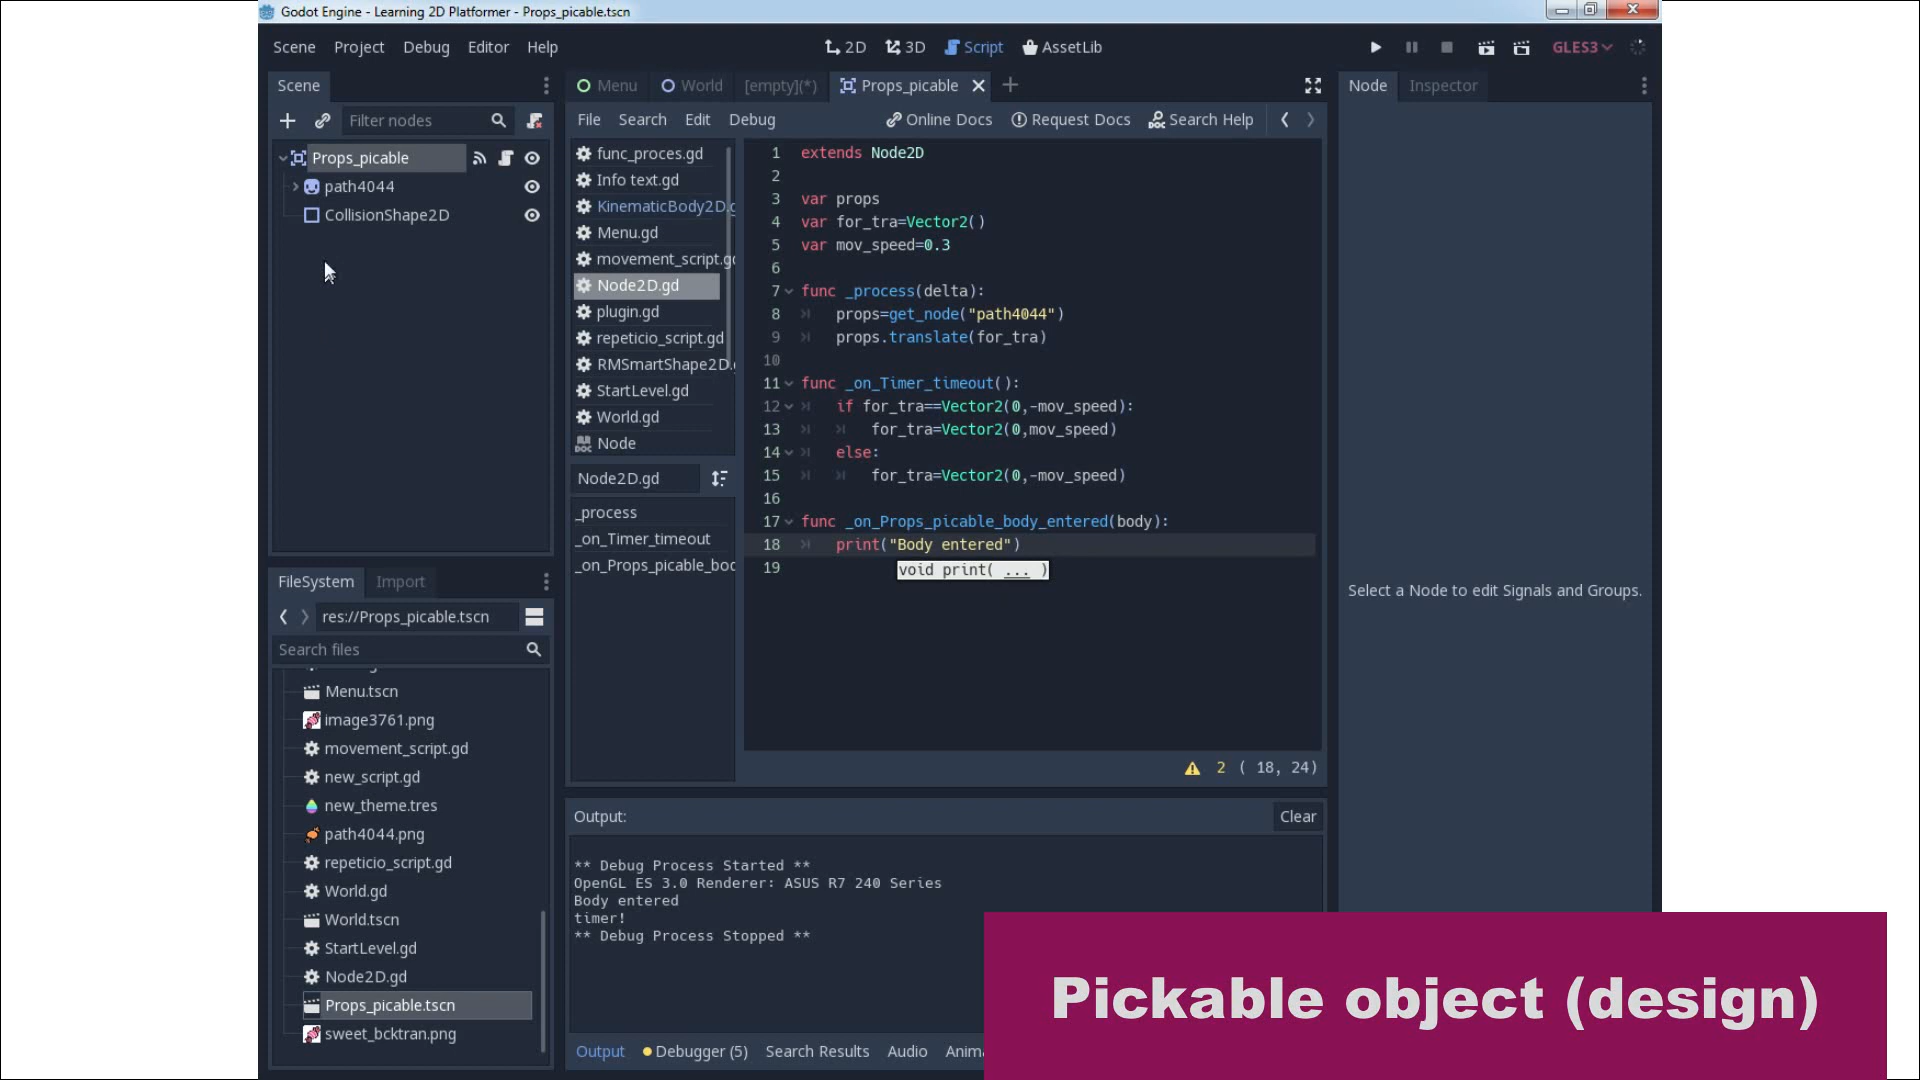 Godot Engine - Learning 2D Platformer - Props_picable.tscn
Scene Project Debug Editor Help
2D 3D Script AssetLib
GLES3
Scene
Filter nodes
Props_picable
path4044
CollisionShape2D
Menu World [empty](*) Props_picable
File Search Edit Debug
Online Docs Request Docs Search Help
func_proces.gd
Info text.gd
KinematicBody2D.g
Menu.gd
movement_script.gd
Node2D.gd
plugin.gd
repeticio_script.gd
RMSmartShape2D.
StartLevel.gd
World.gd
Node
Node2D.gd
_process
_on_Timer_timeout
_on_Props_picable_bod
1 extends Node2D
2
3 var props
4 var for_tra=Vector2()
5 var mov_speed=0.3
6
7 func _process(delta):
8 props=get_node("path4044")
9 props.translate(for_tra)
10
11 func _on_Timer_timeout():
12 if for_tra==Vector2(0,-mov_speed):
13 for_tra=Vector2(0,mov_speed)
14 else:
15 for_tra=Vector2(0,-mov_speed)
16
17 func _on_Props_picable_body_entered(body):
18 print("Body entered")
19
void print( ... )
2 ( 18, 24)
Node Inspector
Select a Node to edit Signals and Groups.
FileSystem Import
res://Props_picable.tscn
Search files
Menu.tscn
image3761.png
movement_script.gd
new_script.gd
new_theme.tres
path4044.png
repeticio_script.gd
World.gd
World.tscn
StartLevel.gd
Node2D.gd
Props_picable.tscn
sweet_bcktran.png
Output:
Clear
** Debug Process Started **
OpenGL ES 3.0 Renderer: ASUS R7 240 Series
Body entered
timer!
** Debug Process Stopped **
Output Debugger (5) Search Results Audio Anima
Pickable object (design)